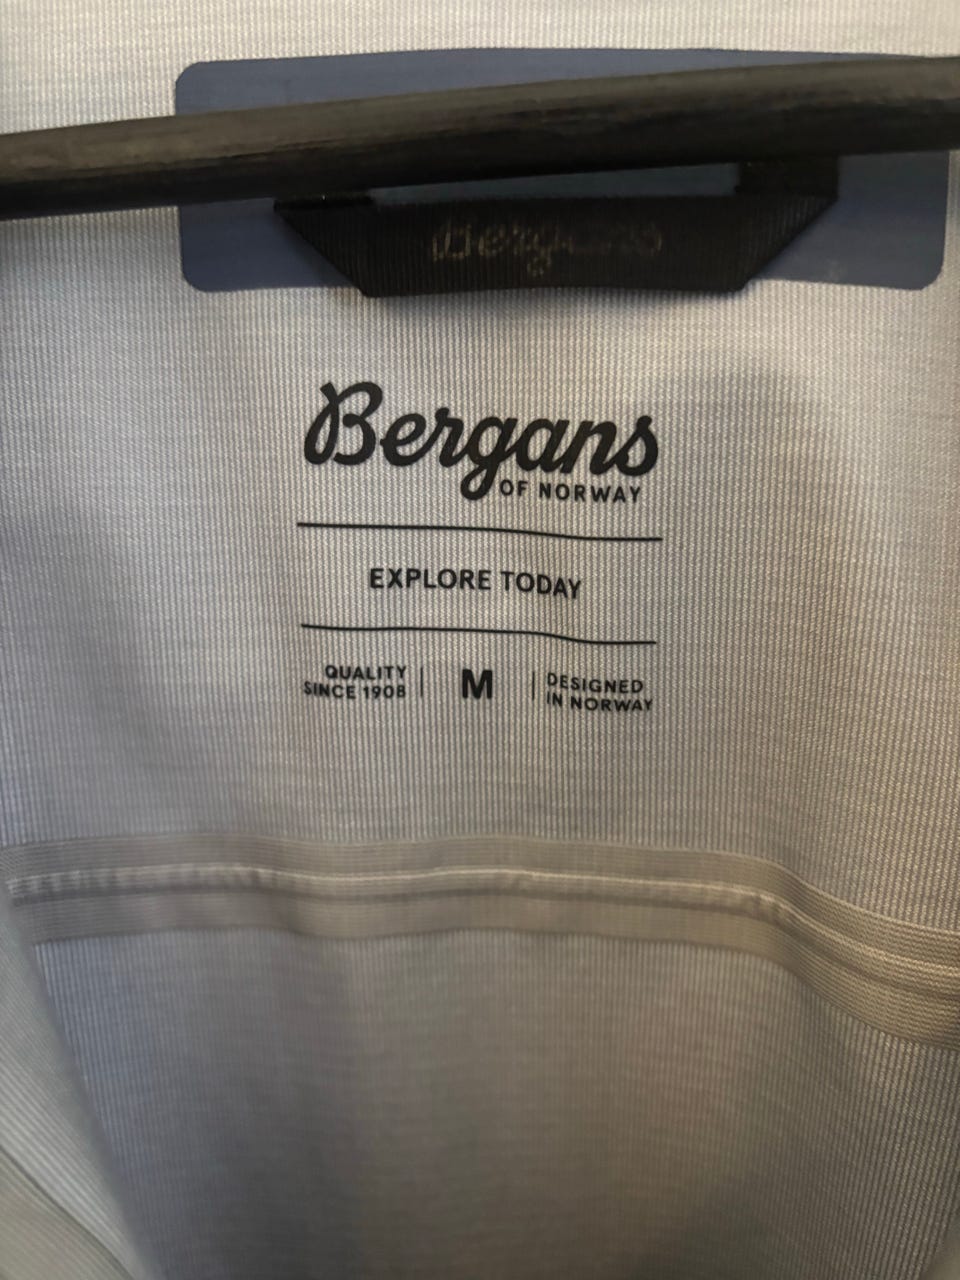 Bergans
Bergans
OF NORWAY
EXPLORE TODAY
QUALITY
SINCE 1908
M
DESIGNED
IN NORWAY